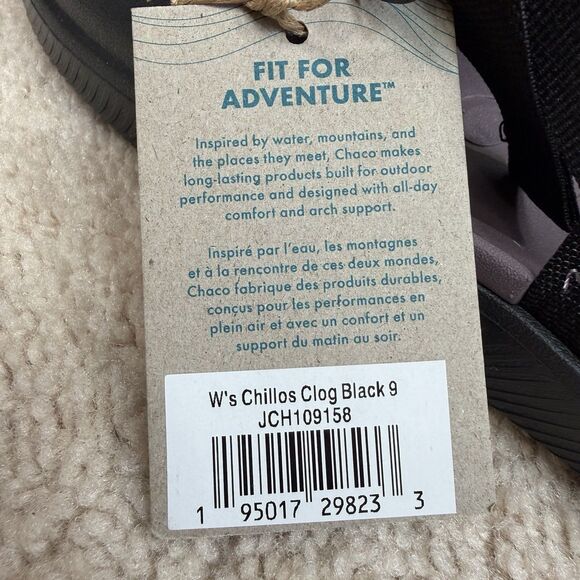 FIT FOR
ADVENTURE™
Inspired by water, mountains, and
the places they meet, Chaco makes
long-lasting products built for outdoor
performance and designed with all-day
comfort and arch support.
Inspiré par l'eau, les montagnes
et à la rencontre de ces deux mondes,
Chaco fabrique des produits durables,
conçus pour les performances en
plein air et avec un confort et un
support du matin au soir.
W's Chillos Clog Black 9
JCH109158
1 95017 29823 3